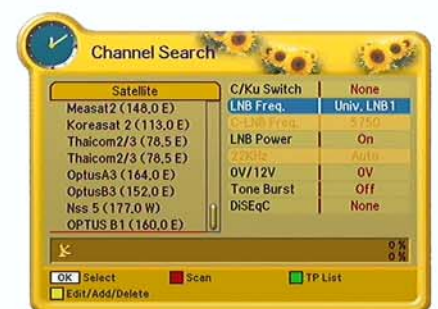 Channel Search
Satellite
Measat2 (148,0 E)
Koreasat 2 (113,0 E)
Thaicom2/3 (78,5 E)
Thaicom2/3 (78,5 E)
OptusA3 (164,0 E)
OptusB3 (152,0 E)
Nss 5 (177,0 W)
OPTUS B1 (160,0 E)
C/Ku Switch None
LNB Freq. Univ, LNB1
C-LNB Freq. 5750
LNB Power On
22KHz Auto
0V/12V 0V
Tone Burst Off
DiSEqC None
0 %
0 %
OK Select Scan TP List
Edit/Add/Delete